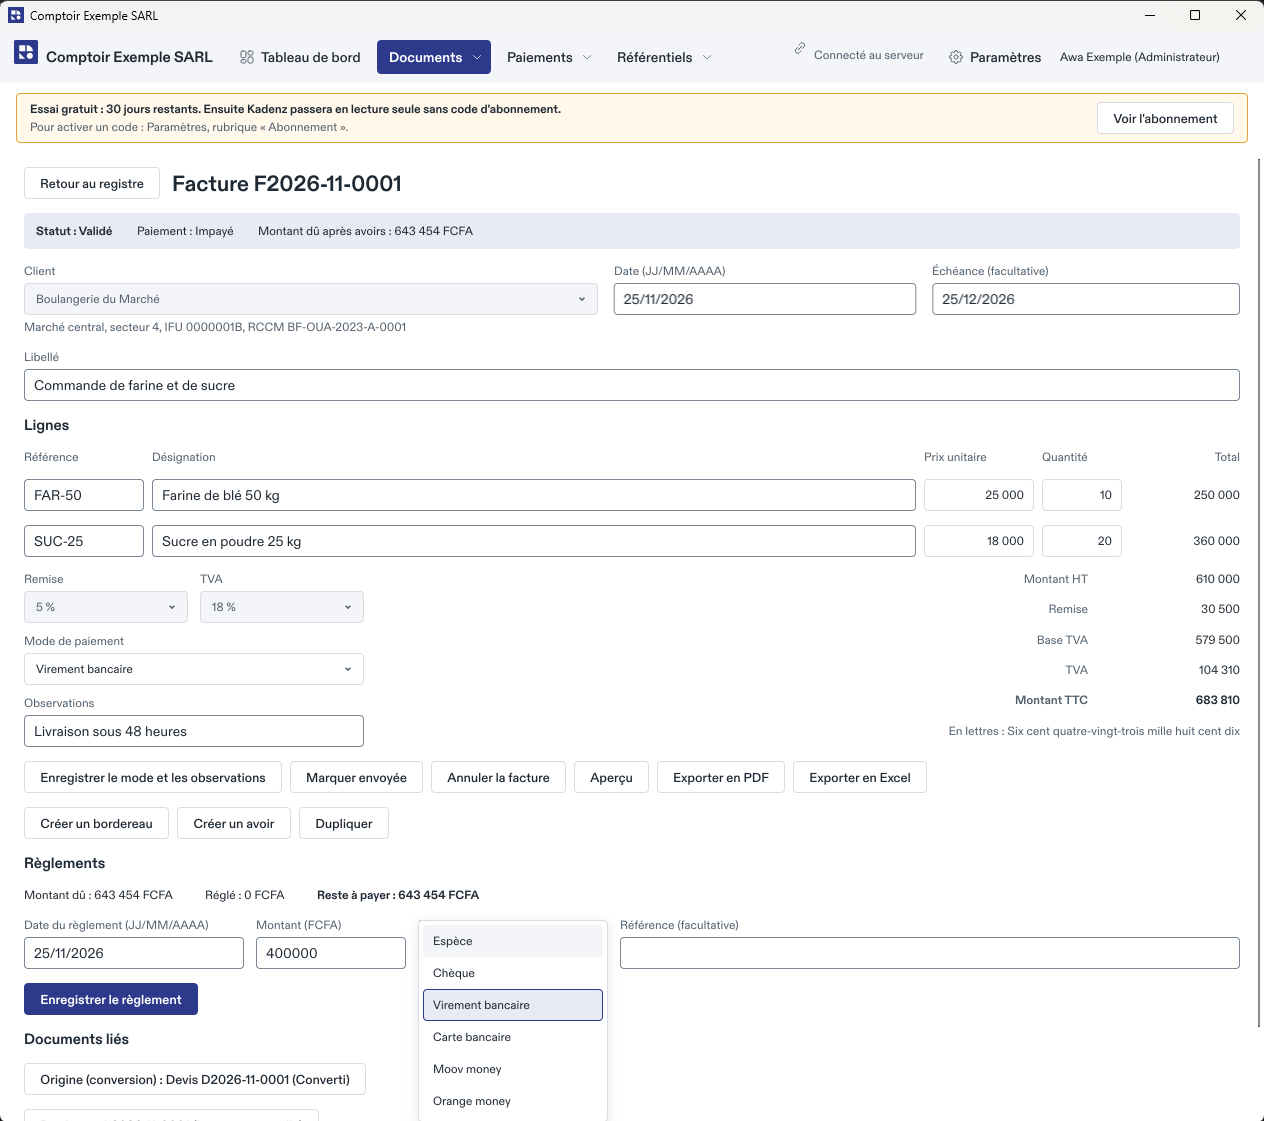 Comptoir Exemple SARL
Comptoir Exemple SARL
Tableau de bord
Documents
Paiements
Référentiels
Connecté au serveur
Paramètres
Awa Exemple (Administrateur)
Essai gratuit : 30 jours restants. Ensuite Kadenz passera en lecture seule sans code d'abonnement.
Pour activer un code : Paramètres, rubrique « Abonnement ».
Voir l'abonnement
Retour au registre
Facture F2026-11-0001
Statut : Validé
Paiement : Impayé
Montant dû après avoirs : 643 454 FCFA
Client
Date (JJ/MM/AAAA)
Échéance (facultative)
Boulangerie du Marché
25/11/2026
25/12/2026
Marché central, secteur 4, IFU 0000001B, RCCM BF-OUA-2023-A-0001
Libellé
Commande de farine et de sucre
Lignes
Référence
Désignation
Prix unitaire
Quantité
Total
FAR-50
Farine de blé 50 kg
25 000
10
250 000
SUC-25
Sucre en poudre 25 kg
18 000
20
360 000
Remise
TVA
5 %
18 %
Montant HT
610 000
Remise
30 500
Base TVA
579 500
TVA
104 310
Montant TTC
683 810
En lettres : Six cent quatre-vingt-trois mille huit cent dix
Mode de paiement
Virement bancaire
Observations
Livraison sous 48 heures
Enregistrer le mode et les observations
Marquer envoyée
Annuler la facture
Aperçu
Exporter en PDF
Exporter en Excel
Créer un bordereau
Créer un avoir
Dupliquer
Règlements
Montant dû : 643 454 FCFA
Réglé : 0 FCFA
Reste à payer : 643 454 FCFA
Date du règlement (JJ/MM/AAAA)
Montant (FCFA)
Référence (facultative)
25/11/2026
400000
Espèce
Chèque
Virement bancaire
Carte bancaire
Moov money
Orange money
Enregistrer le règlement
Documents liés
Origine (conversion) : Devis D2026-11-0001 (Converti)